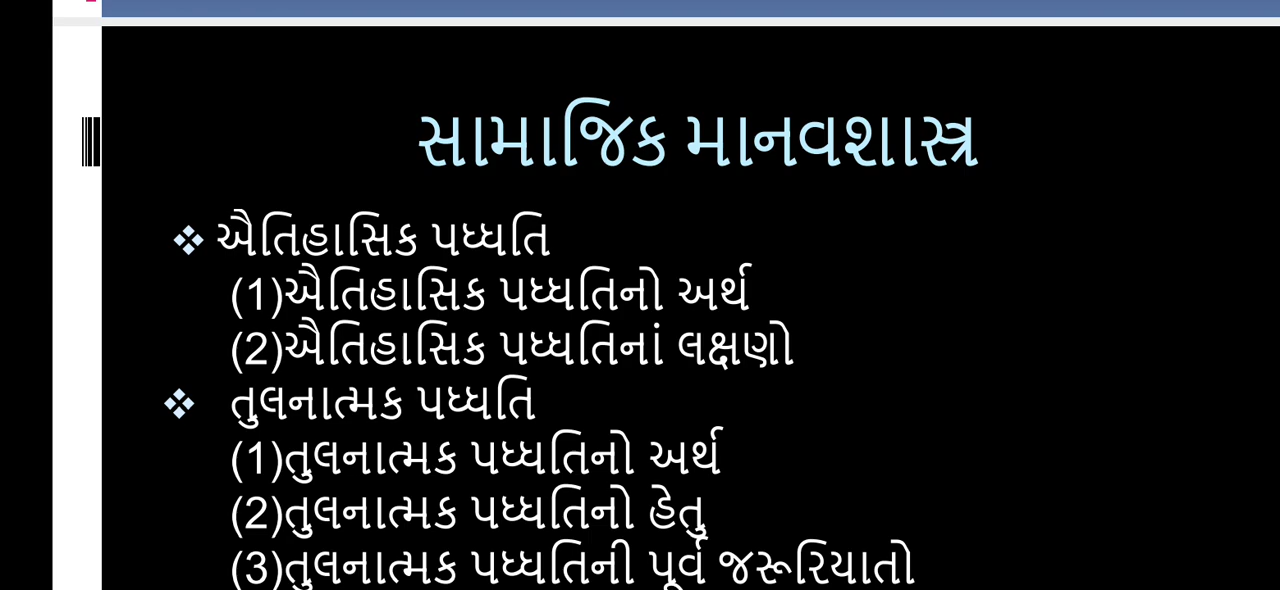 સામાજિક માનવશાસ્ત્ર
❖ ઐતિહાસિક પધ્ધતિ
(1)ઐતિહાસિક પધ્ધતિનો અર્થ
(2)ઐતિહાસિક પધ્ધતિનાં લક્ષણો
❖ તુલનાત્મક પધ્ધતિ
(1)તુલનાત્મક પધ્ધતિનો અર્થ
(2)તુલનાત્મક પધ્ધતિનો હેતુ
(3)તુલનાત્મક પધ્ધતિની પૂર્વ જરૂરિયાતો